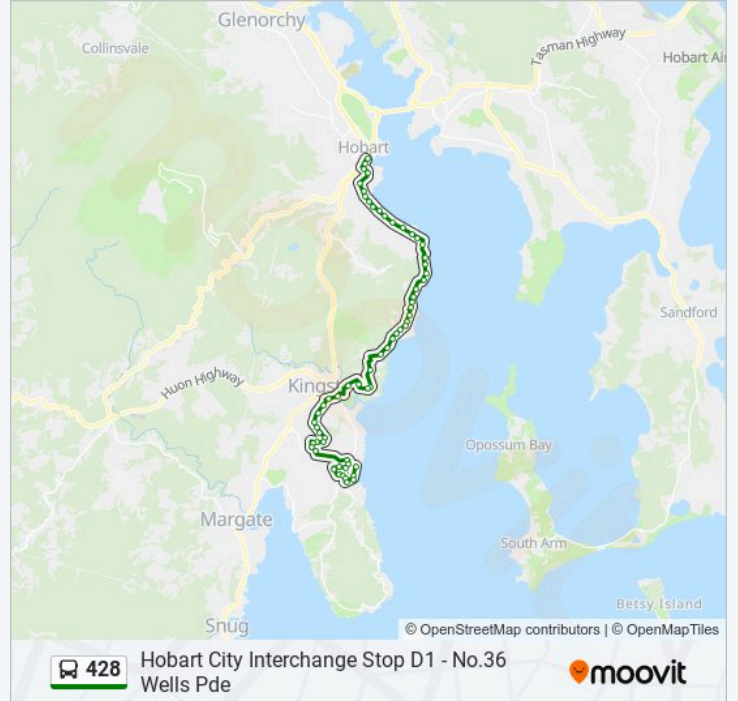 Glenorchy
Collinsvale
Tasman Highway
Hobart Ai
Hobart
Sandford
Huon Highway
Kingst
Opossum Bay
Margate
South Arm
Betsy Island
Snug
© OpenStreetMap contributors | © OpenMapTiles
428
Hobart City Interchange Stop D1 - No.36
Wells Pde
moovit